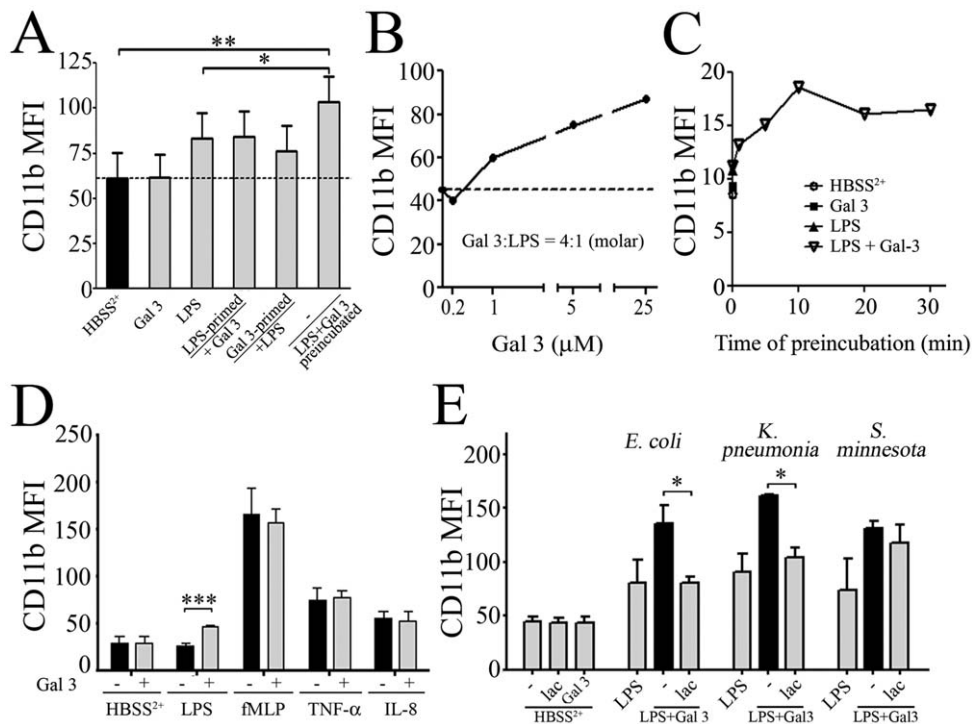 A
** 
*
CD11b MFI
125
100
75
50
25
0
HBSS²⁺
Gal 3
LPS
LPS-primed
+ Gal 3
Gal 3-primed
+LPS
-
LPS+Gal 3
preincubated
B
CD11b MFI
100
80
60
40
20
0
Gal 3:LPS = 4:1 (molar)
0.2
1
5
25
Gal 3 (µM)
C
CD11b MFI
20
15
10
5
0
HBSS²⁺
Gal 3
LPS
LPS + Gal-3
0
10
20
30
Time of preincubation (min)
D
CD11b MFI
250
200
150
100
50
0
***
Gal 3 - + - + - + - + - +
HBSS²⁺ LPS fMLP TNF-α IL-8
E
E. coli
K. pneumonia
S. minnesota
CD11b MFI
200
150
100
50
0
*
*
- lac Gal 3 LPS - lac LPS - lac LPS - lac
HBSS²⁺ LPS+Gal 3 LPS+Gal3 LPS+Gal3